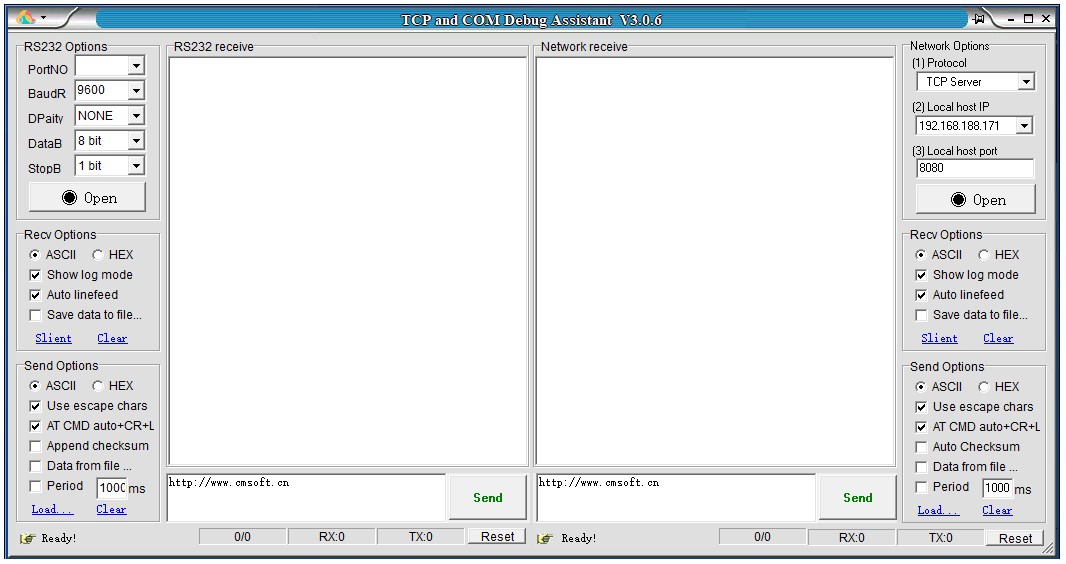 TCP and COM Debug Assistant V3.0.6
RS232 Options
PortNO
BaudR 9600
DPaity NONE
DataB 8 bit
StopB 1 bit
Open
Recv Options
ASCII HEX
Show log mode
Auto linefeed
Save data to file...
Slient Clear
Send Options
ASCII HEX
Use escape chars
AT CMD auto+CR+L
Append checksum
Data from file ...
Period 1000 ms
Load... Clear
RS232 receive
http://www.cmsoft.cn
Send
Ready! 0/0 RX:0 TX:0 Reset
Network receive
http://www.cmsoft.cn
Send
Ready! 0/0 RX:0 TX:0 Reset
Network Options
(1) Protocol
TCP Server
(2) Local host IP
192.168.188.171
(3) Local host port
8080
Open
Recv Options
ASCII HEX
Show log mode
Auto linefeed
Save data to file...
Slient Clear
Send Options
ASCII HEX
Use escape chars
AT CMD auto+CR+L
Auto Checksum
Data from file ...
Period 1000 ms
Load... Clear